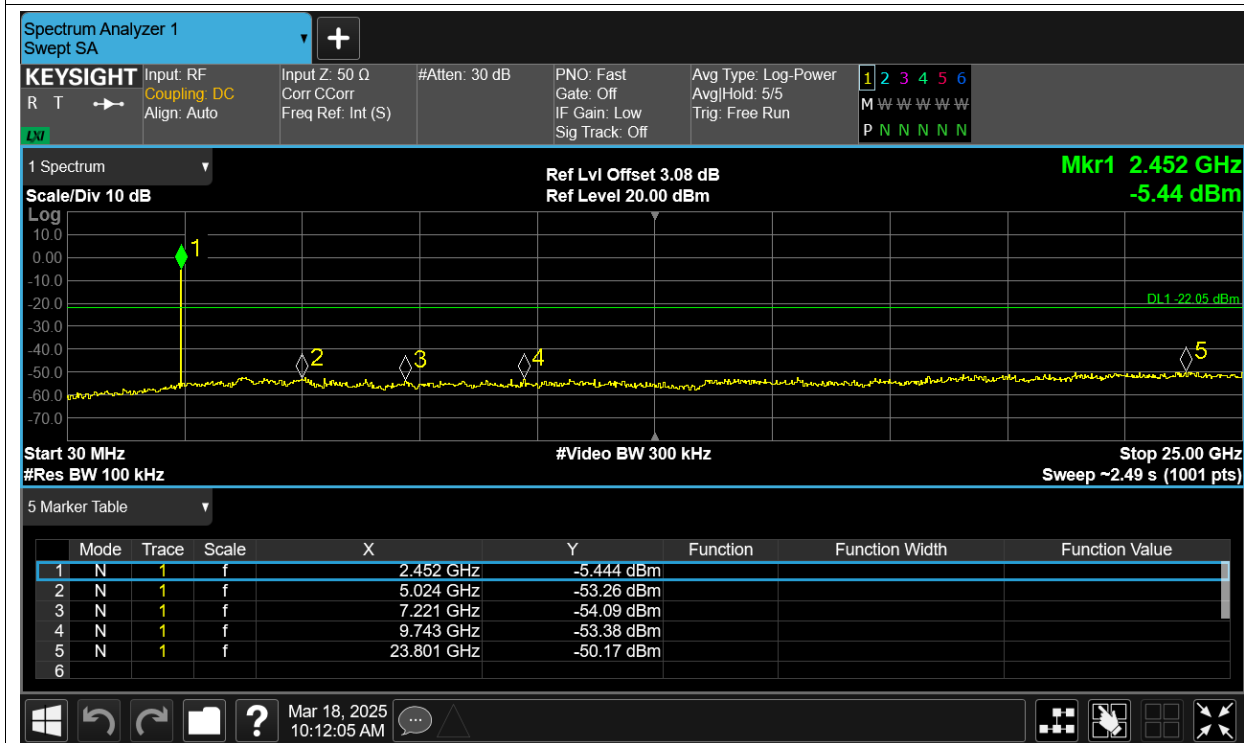 Spectrum Analyzer 1
Swept SA
+
KEYSIGHT
R T
LXI
Input: RF
Coupling: DC
Align: Auto
Input Z: 50 Ω
Corr CCorr
Freq Ref: Int (S)
#Atten: 30 dB
PNO: Fast
Gate: Off
IF Gain: Low
Sig Track: Off
Avg Type: Log-Power
Avg|Hold: 5/5
Trig: Free Run
1 2 3 4 5 6
M W W W W W
P N N N N N
1 Spectrum
Scale/Div 10 dB
Ref Lvl Offset 3.08 dB
Ref Level 20.00 dBm
Mkr1 2.452 GHz
-5.44 dBm
Log
10.0
0.00
-10.0
-20.0
-30.0
-40.0
-50.0
-60.0
-70.0
1
2
3
4
5
DL1 -22.05 dBm
Start 30 MHz
#Res BW 100 kHz
#Video BW 300 kHz
Stop 25.00 GHz
Sweep ~2.49 s (1001 pts)
5 Marker Table
Mode Trace Scale X Y Function Function Width Function Value
1 N 1 f 2.452 GHz -5.444 dBm
2 N 1 f 5.024 GHz -53.26 dBm
3 N 1 f 7.221 GHz -54.09 dBm
4 N 1 f 9.743 GHz -53.38 dBm
5 N 1 f 23.801 GHz -50.17 dBm
6
?
Mar 18, 2025
10:12:05 AM